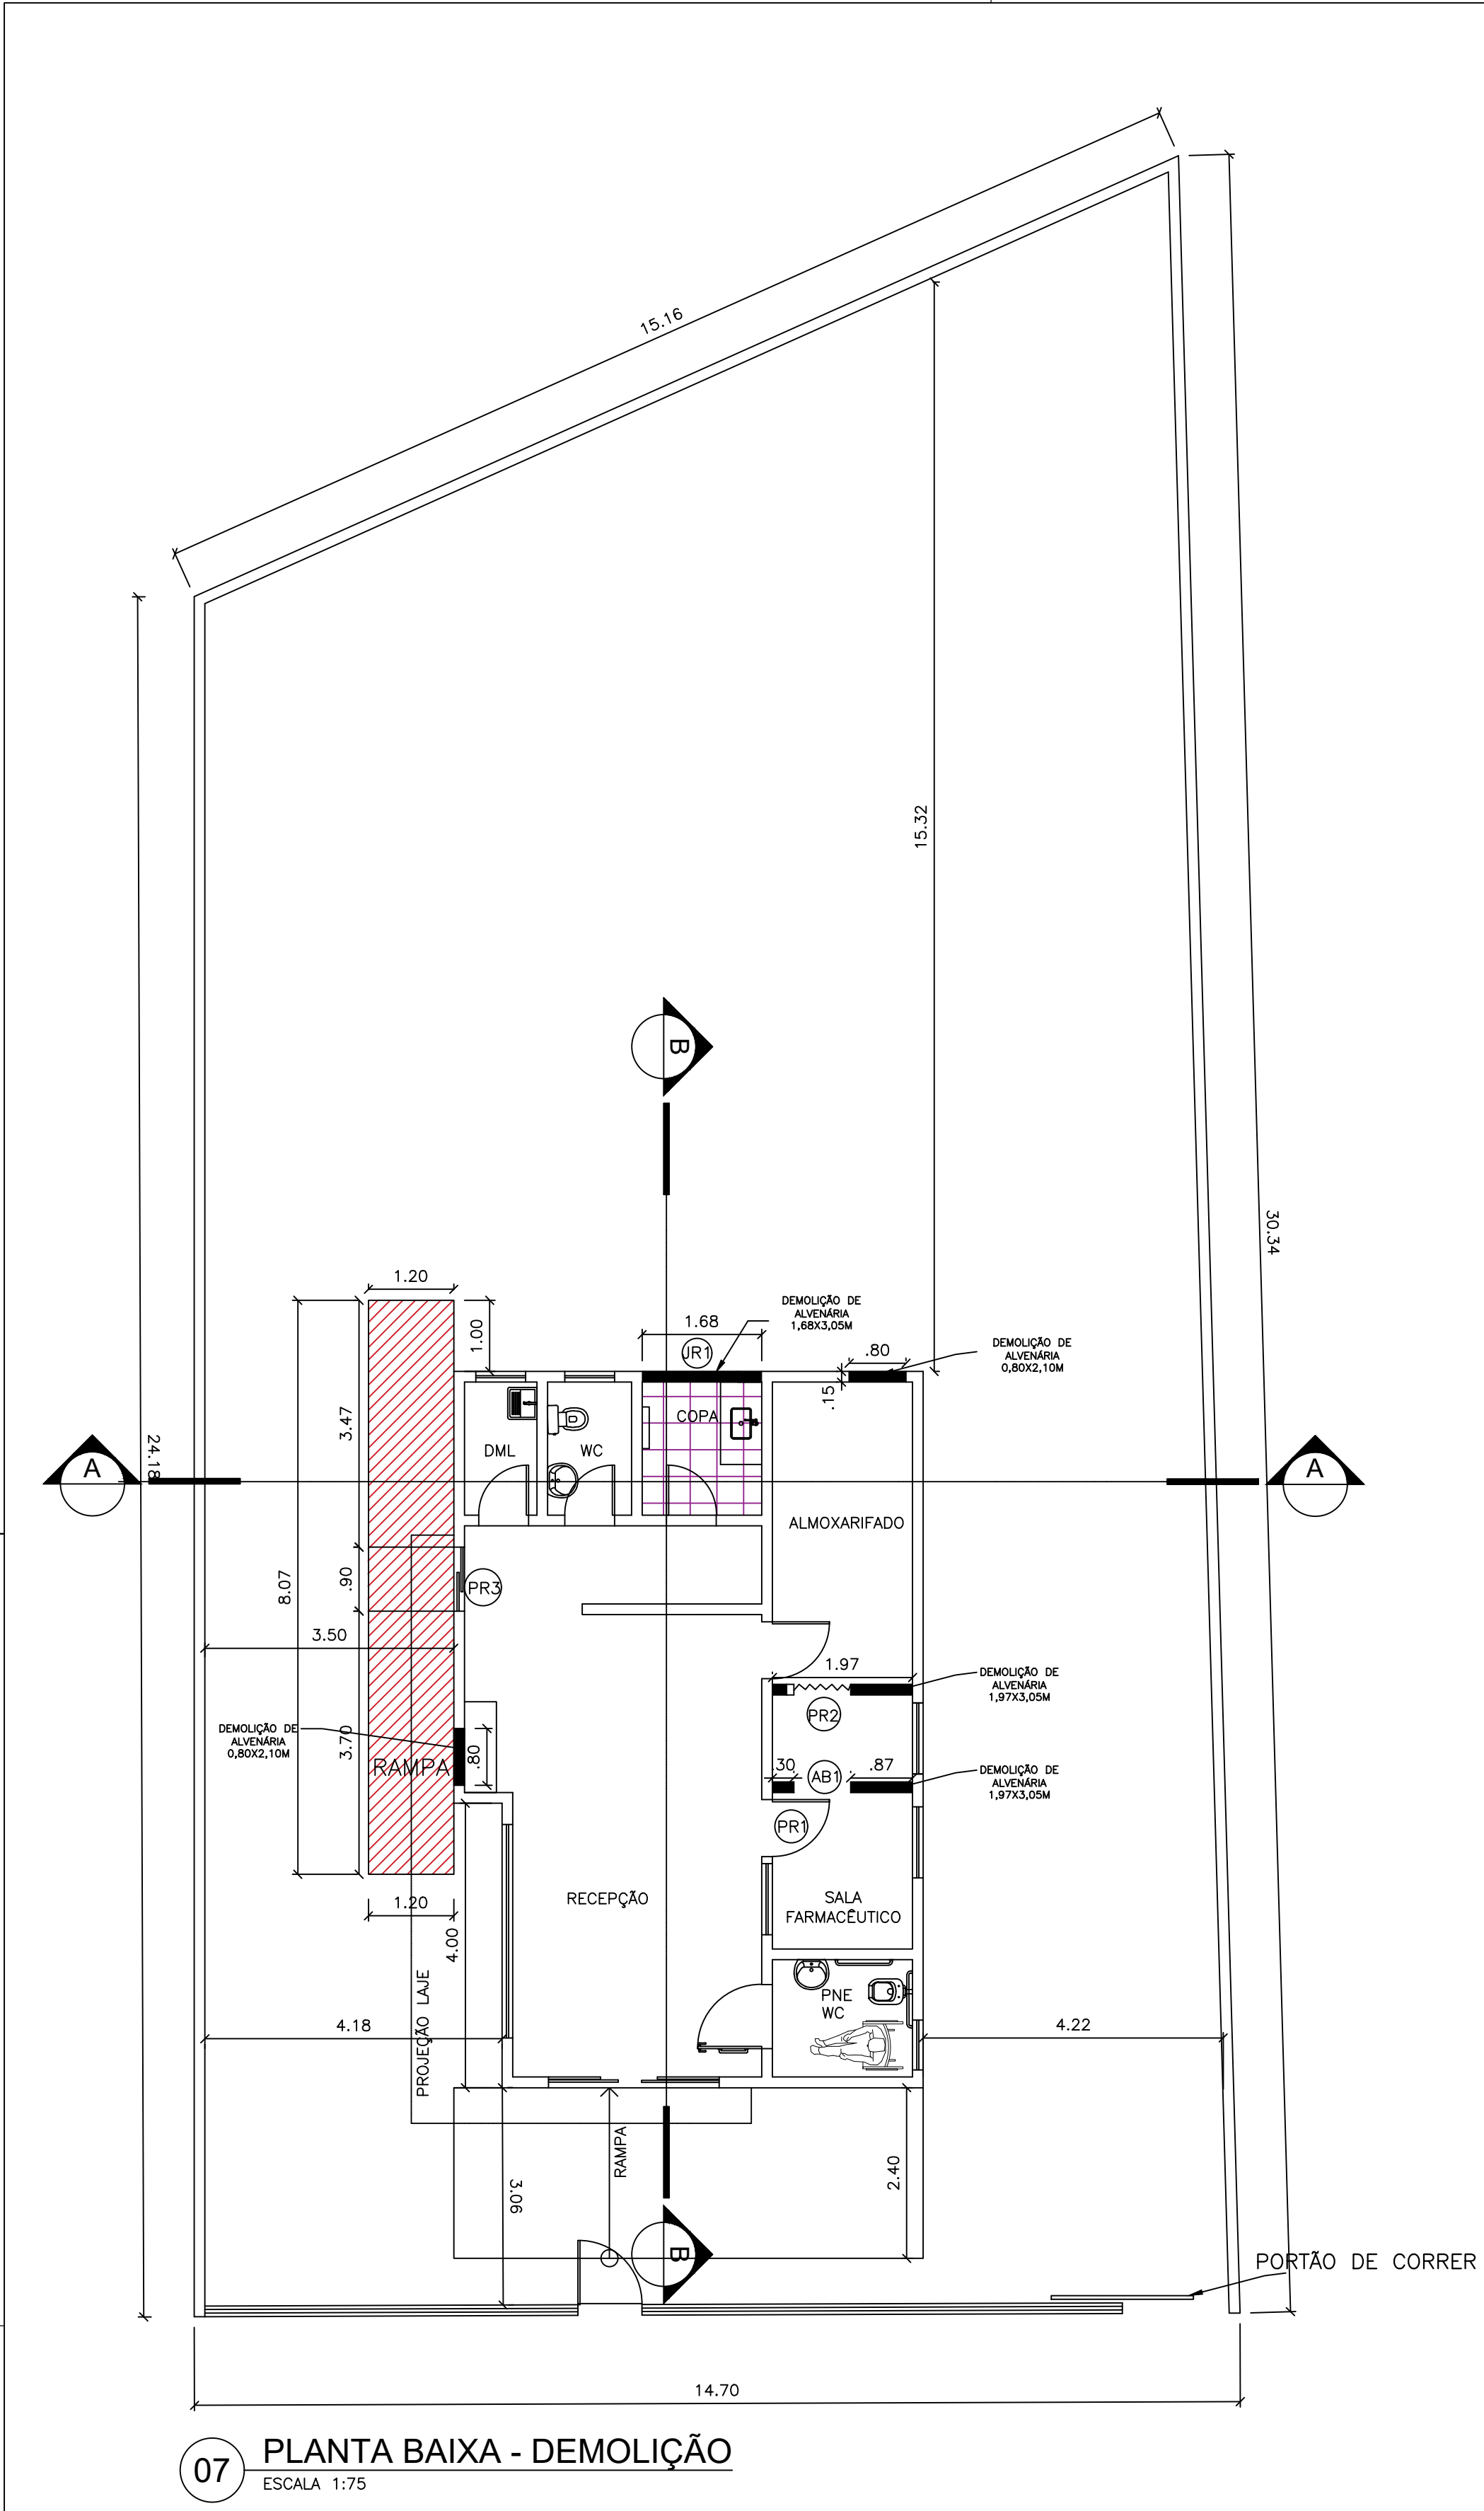 15.16
15.32
B
30.34
1.20
1.00
DEMOLIÇÃO DE
ALVENÁRIA
1,68X3,05M
1.68
JR1
DEMOLIÇÃO DE
ALVENÁRIA
0,80X2,10M
.80
.15
3.47
24.18
COPA
DML
WC
A
A
ALMOXARIFADO
8.07
.90
PR3
3.50
1.97
DEMOLIÇÃO DE
ALVENÁRIA
1,97X3,05M
PR2
DEMOLIÇÃO DE
ALVENÁRIA
0,80X2,10M
3.70
RAMPA
.80
.30
AB1
.87
DEMOLIÇÃO DE
ALVENÁRIA
1,97X3,05M
PR1
RECEPÇÃO
SALA
FARMACÊUTICO
1.20
4.00
PROJEÇÃO LAJE
PNE
WC
4.18
4.22
RAMPA
3.06
2.40
B
PORTÃO DE CORRER
14.70
07
PLANTA BAIXA - DEMOLIÇÃO
ESCALA 1:75